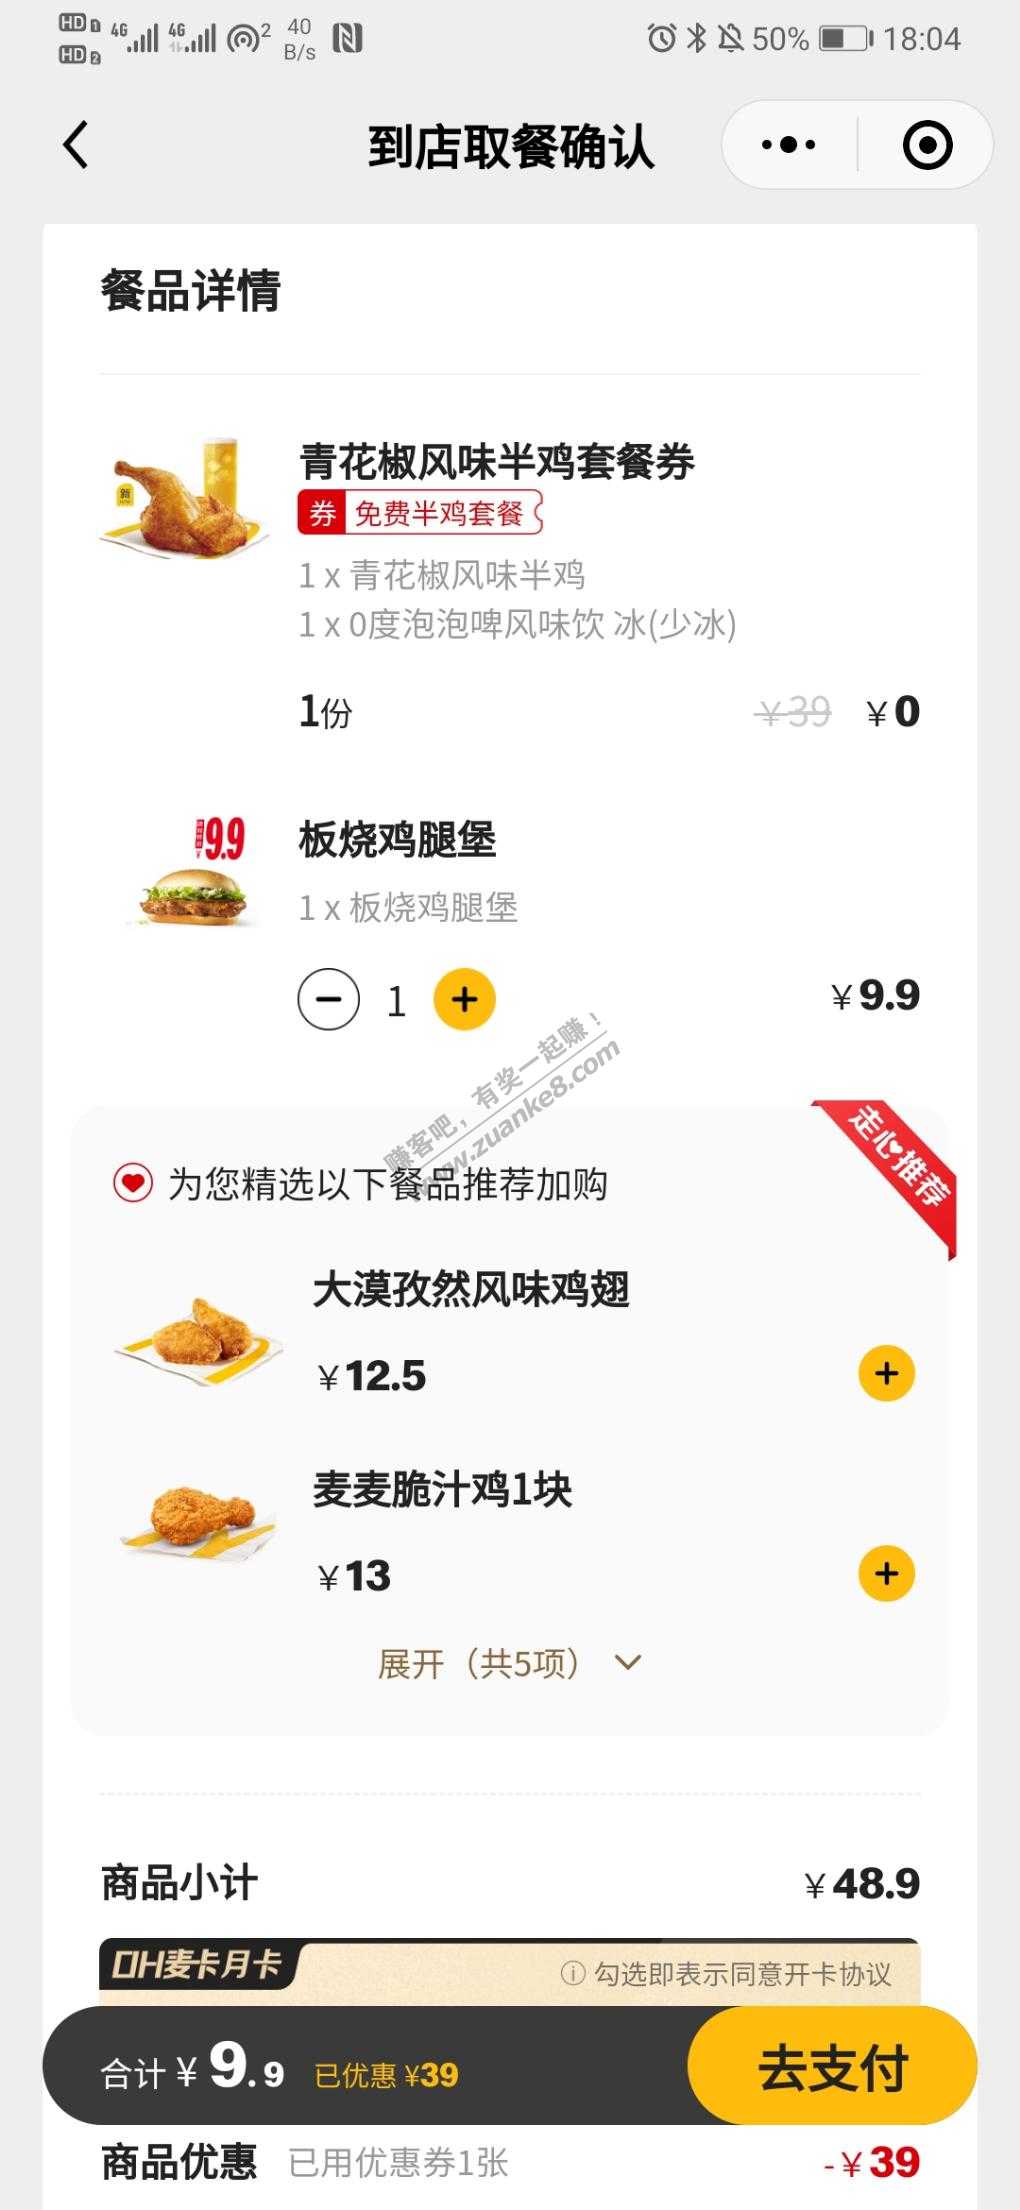 HD 1 4G 4G 2 40 50% 18:04
HD 2 B/s
到店取餐确认
餐品详情
青花椒风味半鸡套餐券
券 免费半鸡套餐
1 x 青花椒风味半鸡
1 x 0度泡泡啤风味饮 冰(少冰)
1份 ¥39 ¥0
9.9
板烧鸡腿堡
1 x 板烧鸡腿堡
1 ¥9.9
赚客吧，有奖一起赚！
www.zuanke8.com
走心推荐
为您精选以下餐品推荐加购
大漠孜然风味鸡翅
¥12.5
麦麦脆汁鸡1块
¥13
展开（共5项）
商品小计 ¥48.9
OH麦卡月卡 勾选即表示同意开卡协议
合计 ¥9.9 已优惠 ¥39 去支付
商品优惠 已用优惠券1张 -¥39